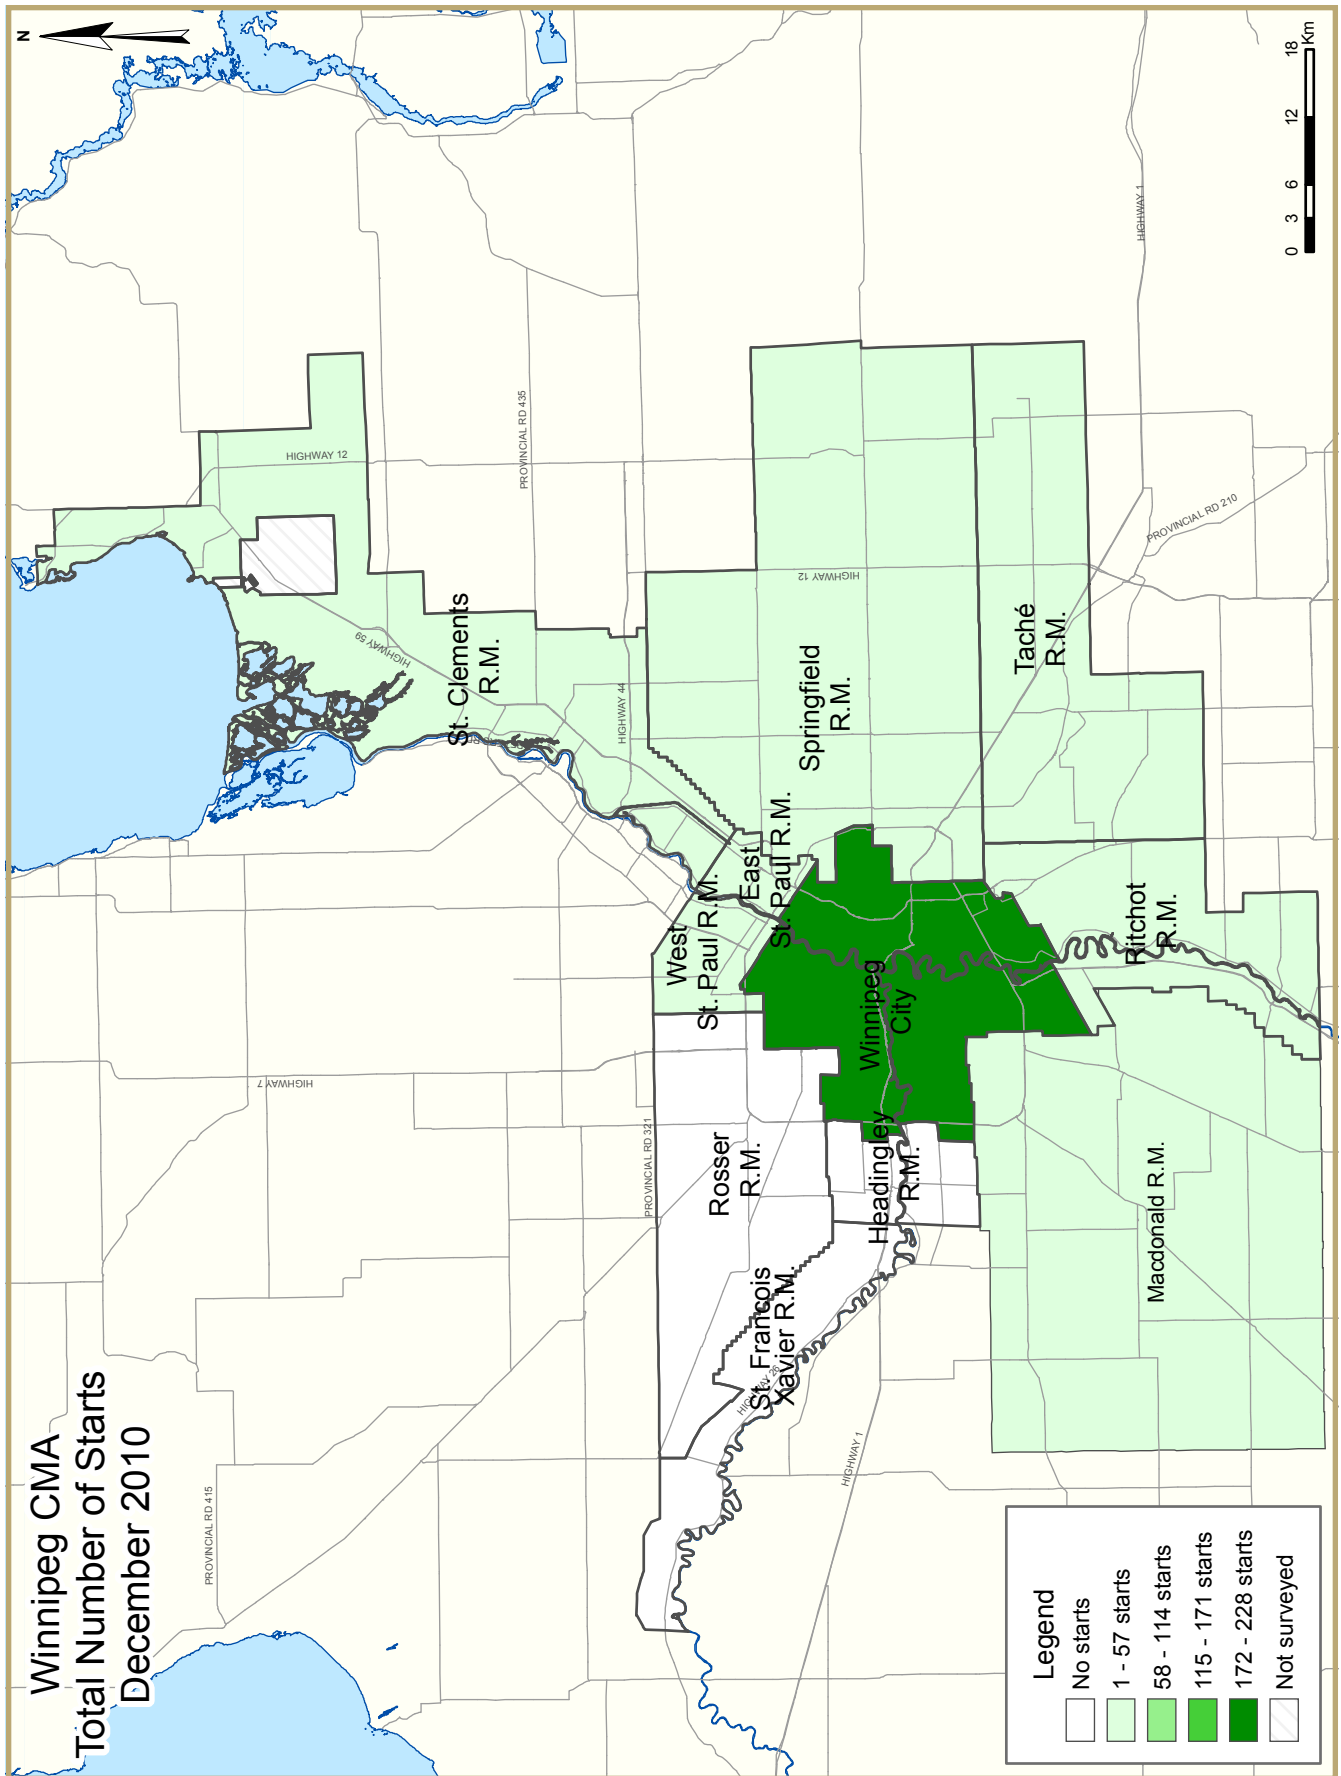 Winnipeg CMA
Total Number of Starts
December 2010
N
PROVINCIAL RD 415
HIGHWAY 7
HIGHWAY 12
PROVINCIAL RD 435
HIGHWAY 59
St. Clements
R.M.
HIGHWAY 44
PROVINCIAL RD 321
West
St. Paul R.M.
East
St. Paul R.M.
Springfield
R.M.
HIGHWAY 12
Rosser
R.M.
St. Francois
Xavier R.M.
HIGHWAY 26
Headingley
R.M.
Winnipeg
City
HIGHWAY 1
Taché
R.M.
Ritchot
R.M.
Macdonald R.M.
PROVINCIAL RD 210
HIGHWAY 1
Legend
No starts
1 - 57 starts
58 - 114 starts
115 - 171 starts
172 - 228 starts
Not surveyed
0 3 6 12 18
Km